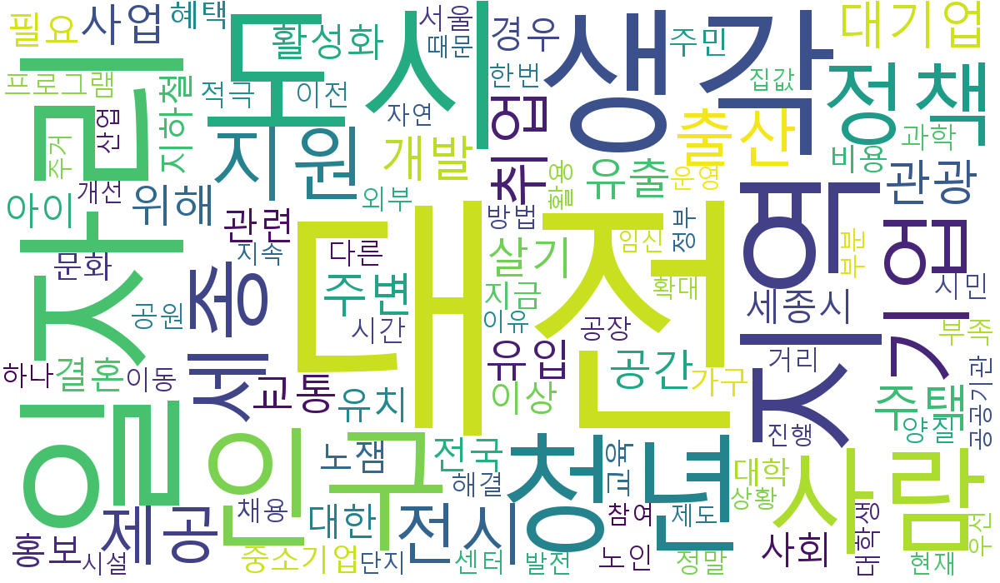 필요
사업
혜택
도시
활성화
서울
때문
경우
생각
주민
대기업
프로그램
지하철
적극
이전
자연
한번
집값
정책
일자리
산업
주거
지원
개발
취업
활용
유출
출산
운영
비용
과학
관광
아이
개선
위해
관련
외부
방법
정부
지역
기업
문화
지속
다른
대전
살기
임신
부분
시민
공원
세종
주변
지금
확대
세종시
시간
이유
공장
부족
하나
결혼
이동
교통
유치
유입
이상
공간
가구
거리
주택
양질
공공기관
인구
노잼
전국
해결
청년
교육
진행
대학
상황
사람
홍보
시설
제공
채용
대한
전시
참여
제도
사회
대학생
우선
중소기업
단지
센터
발전
노인
정말
현재